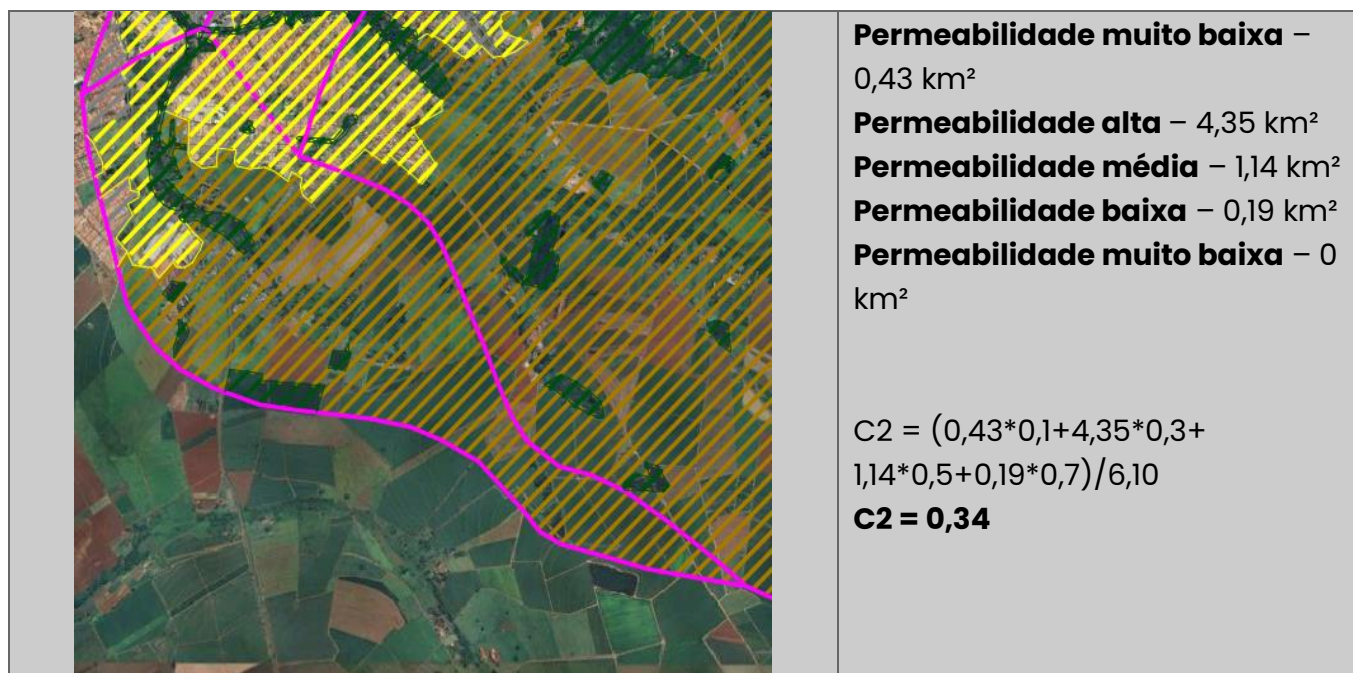 Permeabilidade muito baixa –
0,43 km²
Permeabilidade alta – 4,35 km²
Permeabilidade média – 1,14 km²
Permeabilidade baixa – 0,19 km²
Permeabilidade muito baixa – 0
km²
C2 = (0,43*0,1+4,35*0,3+
1,14*0,5+0,19*0,7)/6,10
C2 = 0,34